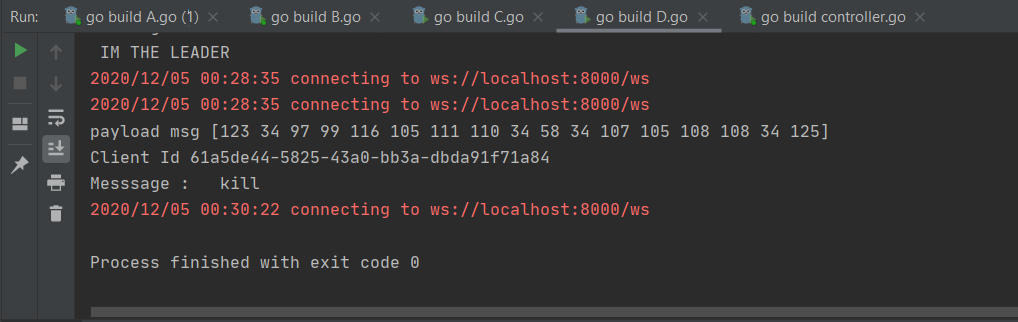 Run: go build A.go (1) go build B.go go build C.go go build D.go go build controller.go
IM THE LEADER
2020/12/05 00:28:35 connecting to ws://localhost:8000/ws
2020/12/05 00:28:35 connecting to ws://localhost:8000/ws
payload msg [123 34 97 99 116 105 111 110 34 58 34 107 105 108 108 34 125]
Client Id 61a5de44-5825-43a0-bb3a-dbda91f71a84
Messsage :   kill
2020/12/05 00:30:22 connecting to ws://localhost:8000/ws
Process finished with exit code 0